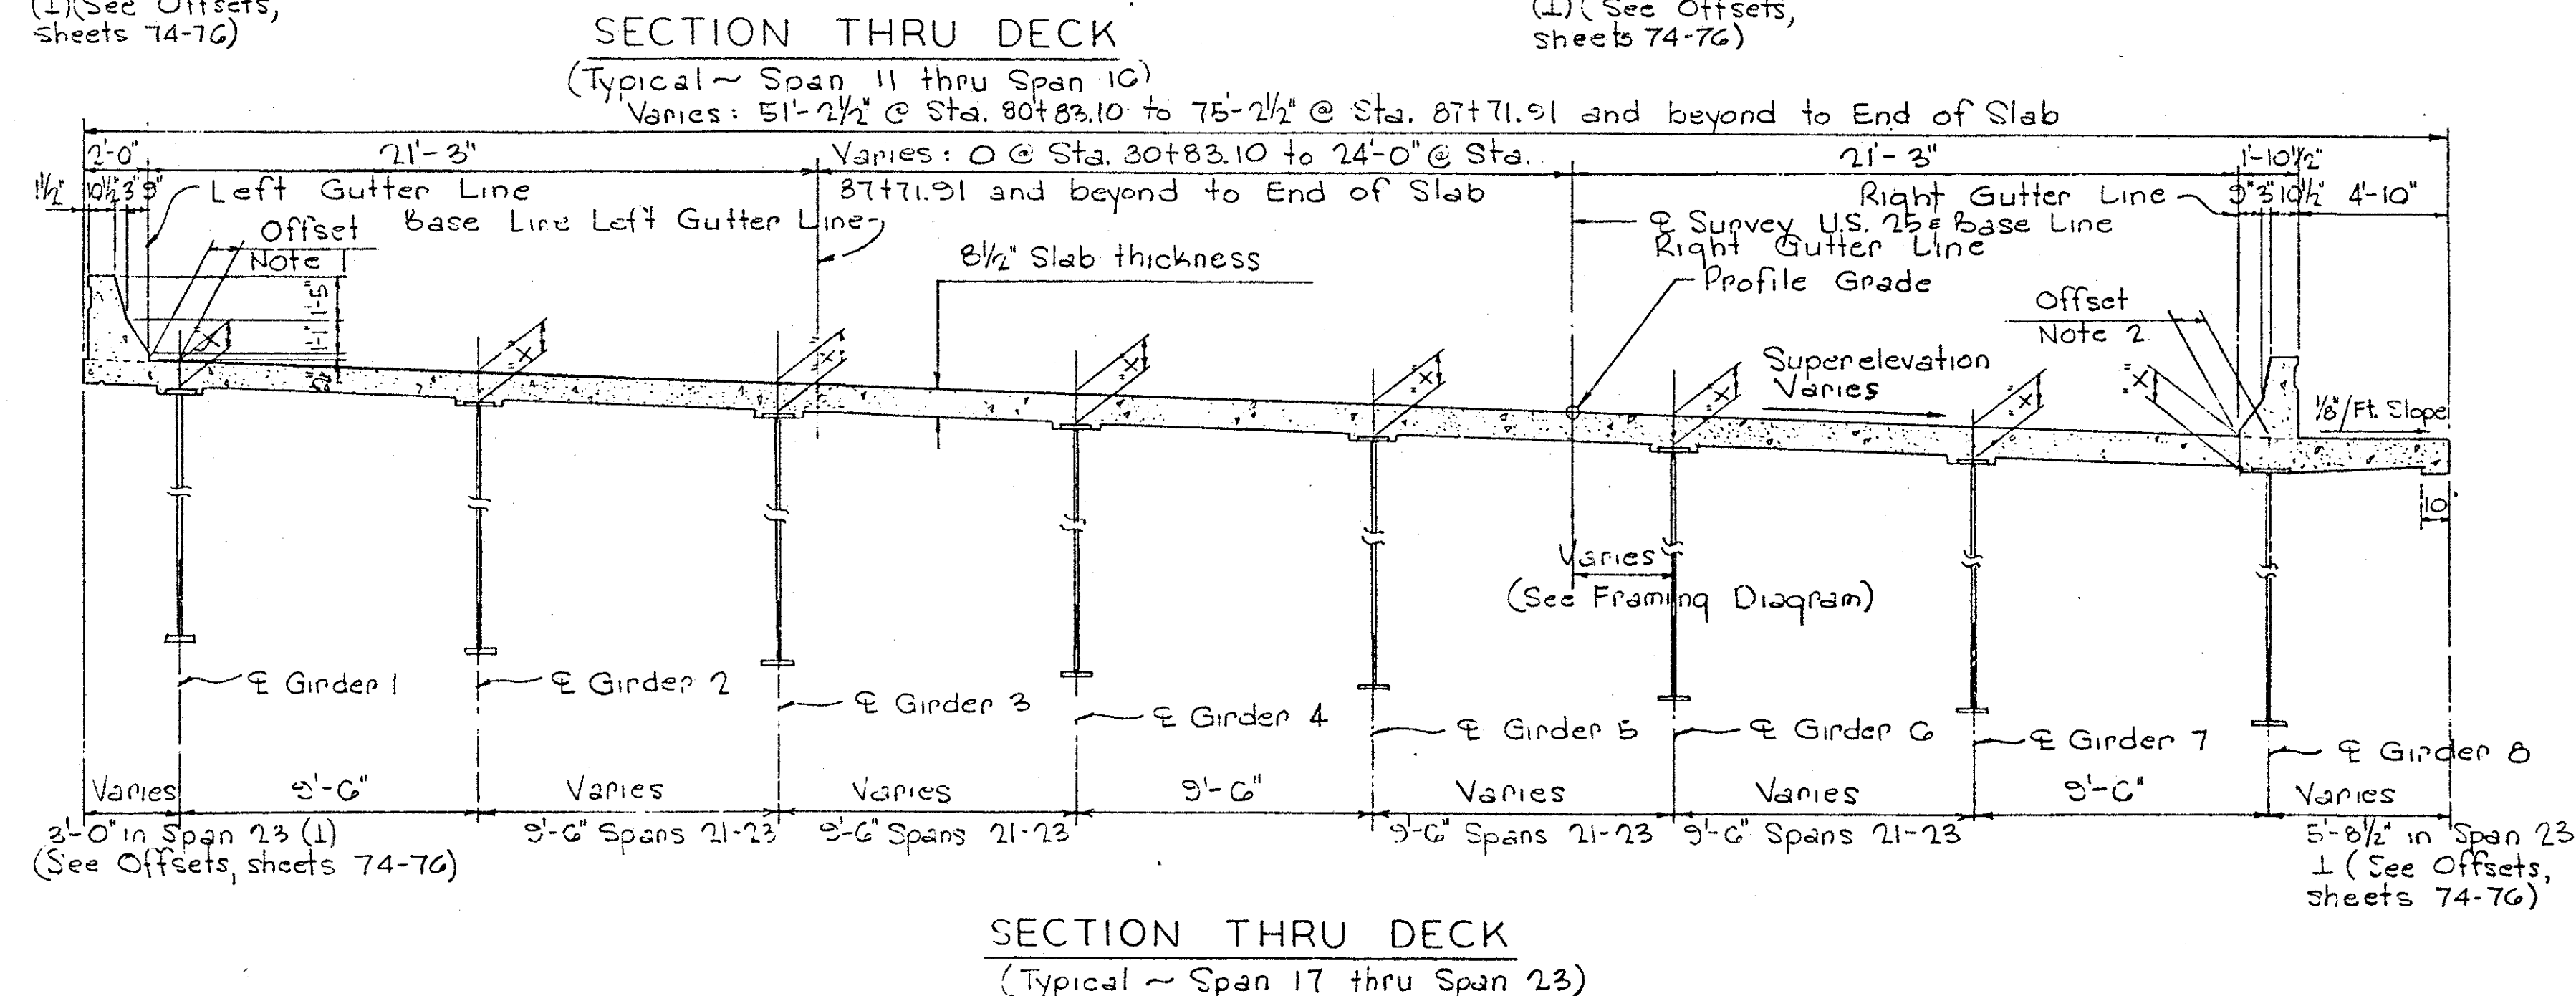 (⊥)(See Offsets,
sheets 74-76)
(⊥)(See Offsets,
sheets 74-76)
SECTION THRU DECK
(Typical ~ Span 11 thru Span 16)
Varies: 51'-2½" @ Sta. 80+83.10 to 75'-2½" @ Sta. 87+71.91 and beyond to End of Slab
2'-0"
21'-3"
Varies: 0 @ Sta. 80+83.10 to 24'-0" @ Sta.
87+71.91 and beyond to End of Slab
21'-3"
1'-10½"
1½"
10½"
3"
9"
Left Gutter Line
Base Line Left Gutter Line
Right Gutter Line
9"
3"
10½"
4'-10"
Offset
Note 1
℄ Survey U.S. 25 & Base Line
Right Gutter Line
8½" Slab thickness
Profile Grade
Offset
Note 2
1'-5"
1'-1"
2"
"X"
"X"
"X"
"X"
"X"
"X"
"X"
"X"
Superelevation
Varies
⅛"/Ft. Slope
10
Varies
(See Framing Diagram)
℄ Girder 1
℄ Girder 2
℄ Girder 3
℄ Girder 4
℄ Girder 5
℄ Girder 6
℄ Girder 7
℄ Girder 8
Varies
9'-6"
Varies
Varies
9'-6"
Varies
Varies
9'-6"
Varies
3'-0" in Span 23 (⊥)
(See Offsets, sheets 74-76)
9'-6" Spans 21-23
9'-6" Spans 21-23
9'-6" Spans 21-23
9'-6" Spans 21-23
5'-8½" in Span 23
⊥ (See Offsets,
sheets 74-76)
SECTION THRU DECK
(Typical ~ Span 17 thru Span 23)